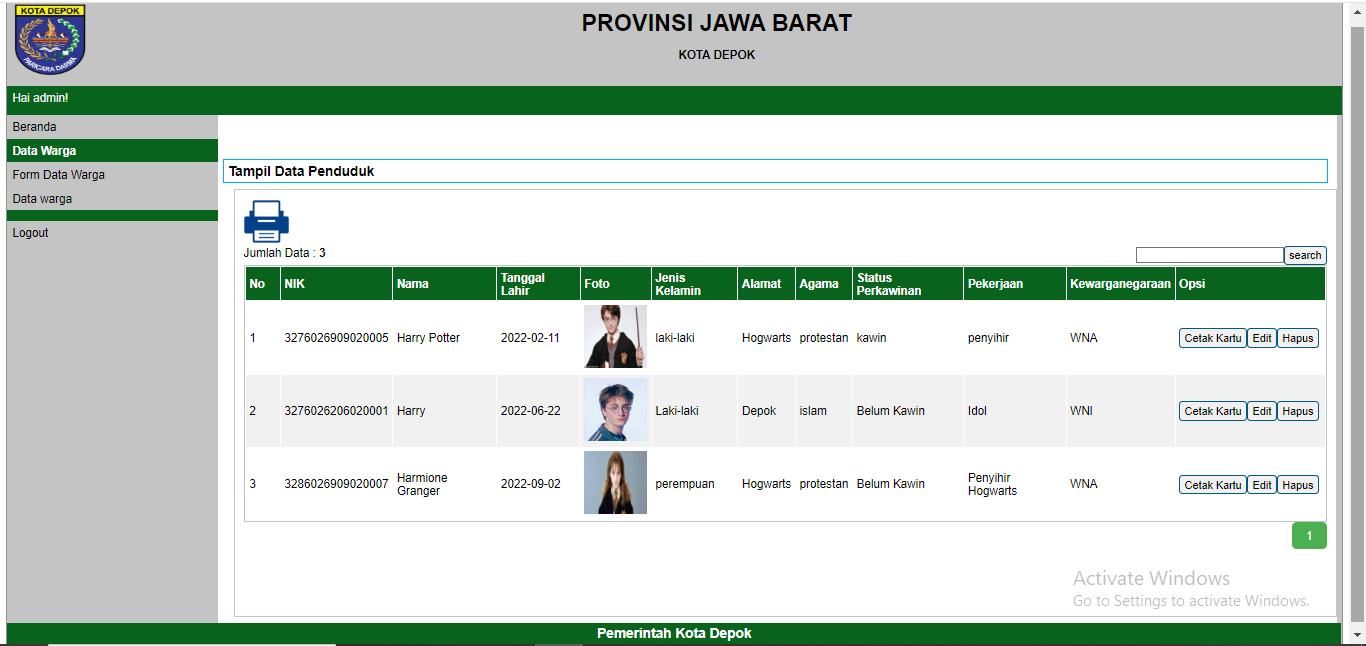 KOTA DEPOK
PARICARA DARMA
PROVINSI JAWA BARAT
KOTA DEPOK
Hai admin!
Beranda
Data Warga
Form Data Warga
Data warga
Logout
Tampil Data Penduduk
Jumlah Data : 3
search
No NIK Nama Tanggal Lahir Foto Jenis Kelamin Alamat Agama Status Perkawinan Pekerjaan Kewarganegaraan Opsi
1 3276026909020005 Harry Potter 2022-02-11 laki-laki Hogwarts protestan kawin penyihir WNA Cetak Kartu Edit Hapus
2 3276026206020001 Harry 2022-06-22 Laki-laki Depok islam Belum Kawin Idol WNI Cetak Kartu Edit Hapus
3 3286026909020007 Harmione Granger 2022-09-02 perempuan Hogwarts protestan Belum Kawin Penyihir Hogwarts WNA Cetak Kartu Edit Hapus
1
Activate Windows
Go to Settings to activate Windows.
Pemerintah Kota Depok